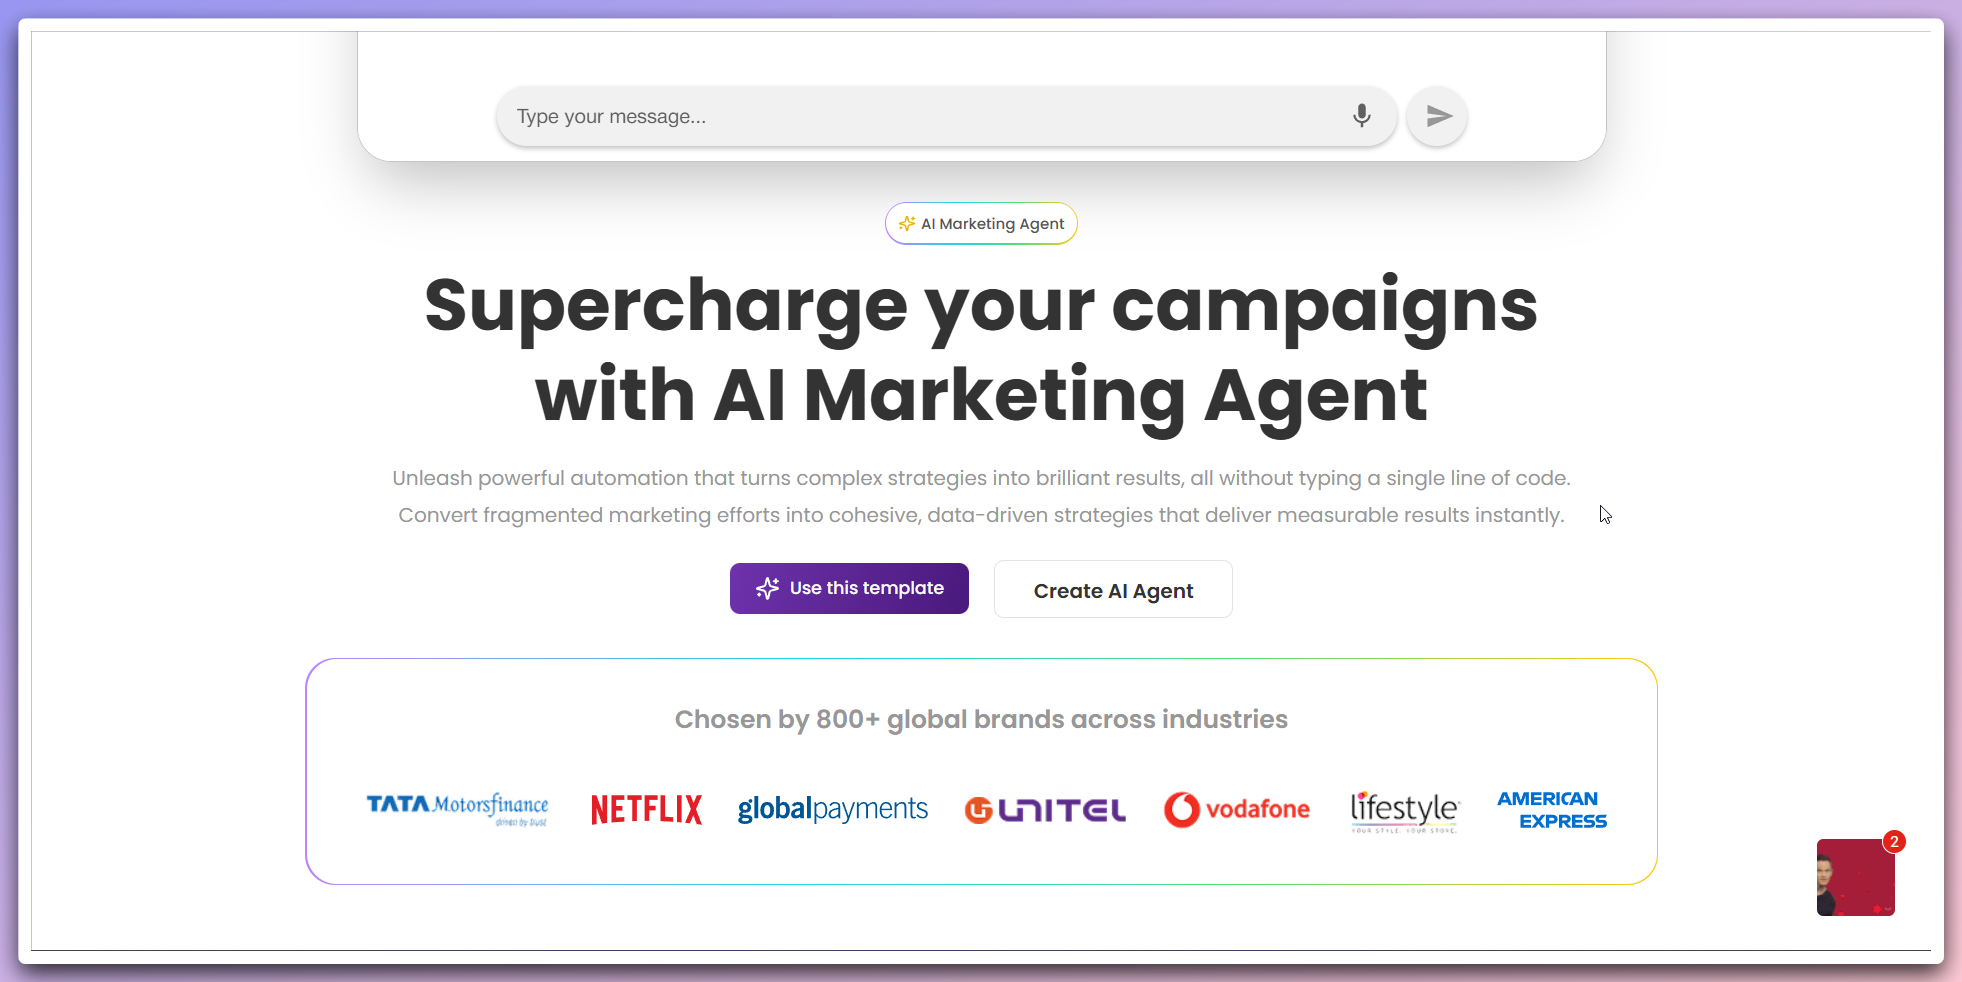 Type your message...
AI Marketing Agent
Supercharge your campaigns
with AI Marketing Agent
Unleash powerful automation that turns complex strategies into brilliant results, all without typing a single line of code.
Convert fragmented marketing efforts into cohesive, data-driven strategies that deliver measurable results instantly.
Use this template
Create AI Agent
Chosen by 800+ global brands across industries
TATA Motorsfinance
driven by trust
NETFLIX
globalpayments
UNITEL
vodafone
lifestyle
YOUR STYLE. YOUR STORE.
AMERICAN
EXPRESS
2